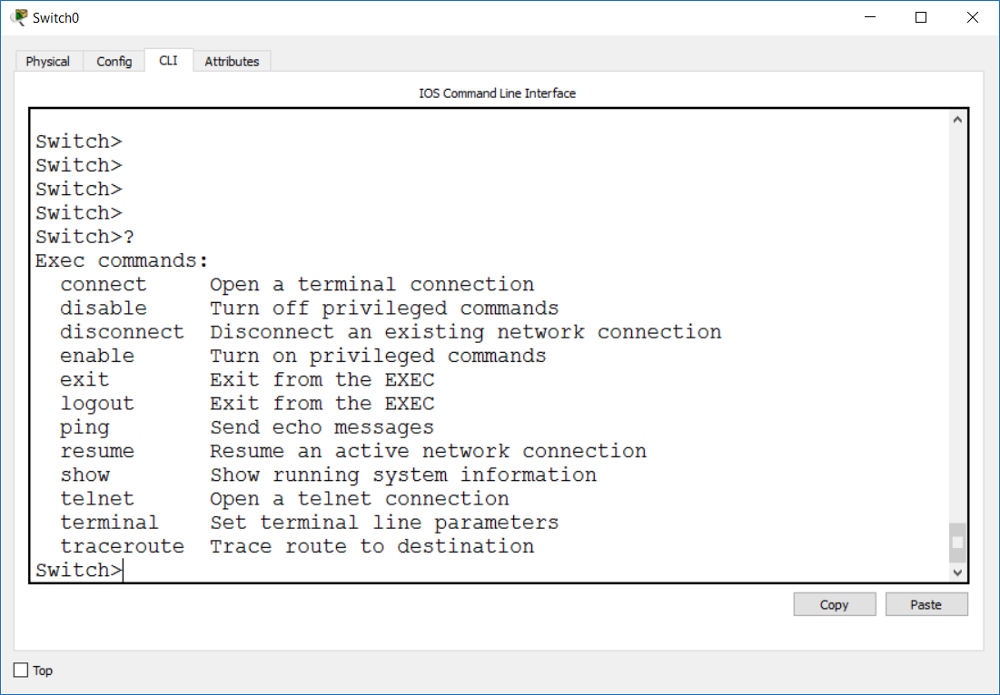 Switch0
Physical Config CLI Attributes
IOS Command Line Interface
Switch>
Switch>
Switch>
Switch>
Switch>?
Exec commands:
connect Open a terminal connection
disable Turn off privileged commands
disconnect Disconnect an existing network connection
enable Turn on privileged commands
exit Exit from the EXEC
logout Exit from the EXEC
ping Send echo messages
resume Resume an active network connection
show Show running system information
telnet Open a telnet connection
terminal Set terminal line parameters
traceroute Trace route to destination
Switch>
Copy Paste
Top